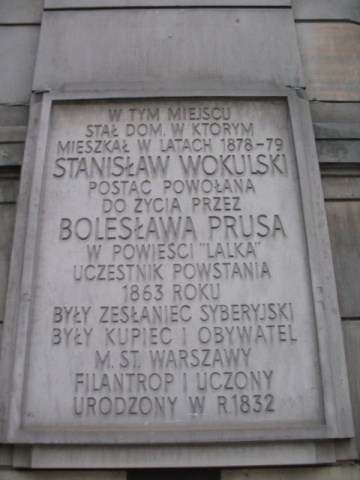 W TYM MIEJSCU
STAŁ DOM, W KTÓRYM
MIESZKAŁ W LATACH 1878-79
STANISŁAW WOKULSKI
POSTAĆ POWOŁANA
DO ŻYCIA PRZEZ
BOLESŁAWA PRUSA
W POWIEŚCI "LALKA"
UCZESTNIK POWSTANIA
1863 ROKU
BYŁY ZESŁANIEC SYBERYJSKI
BYŁY KUPIEC I OBYWATEL
M. ST. WARSZAWY
FILANTROP I UCZONY
URODZONY W R.1832